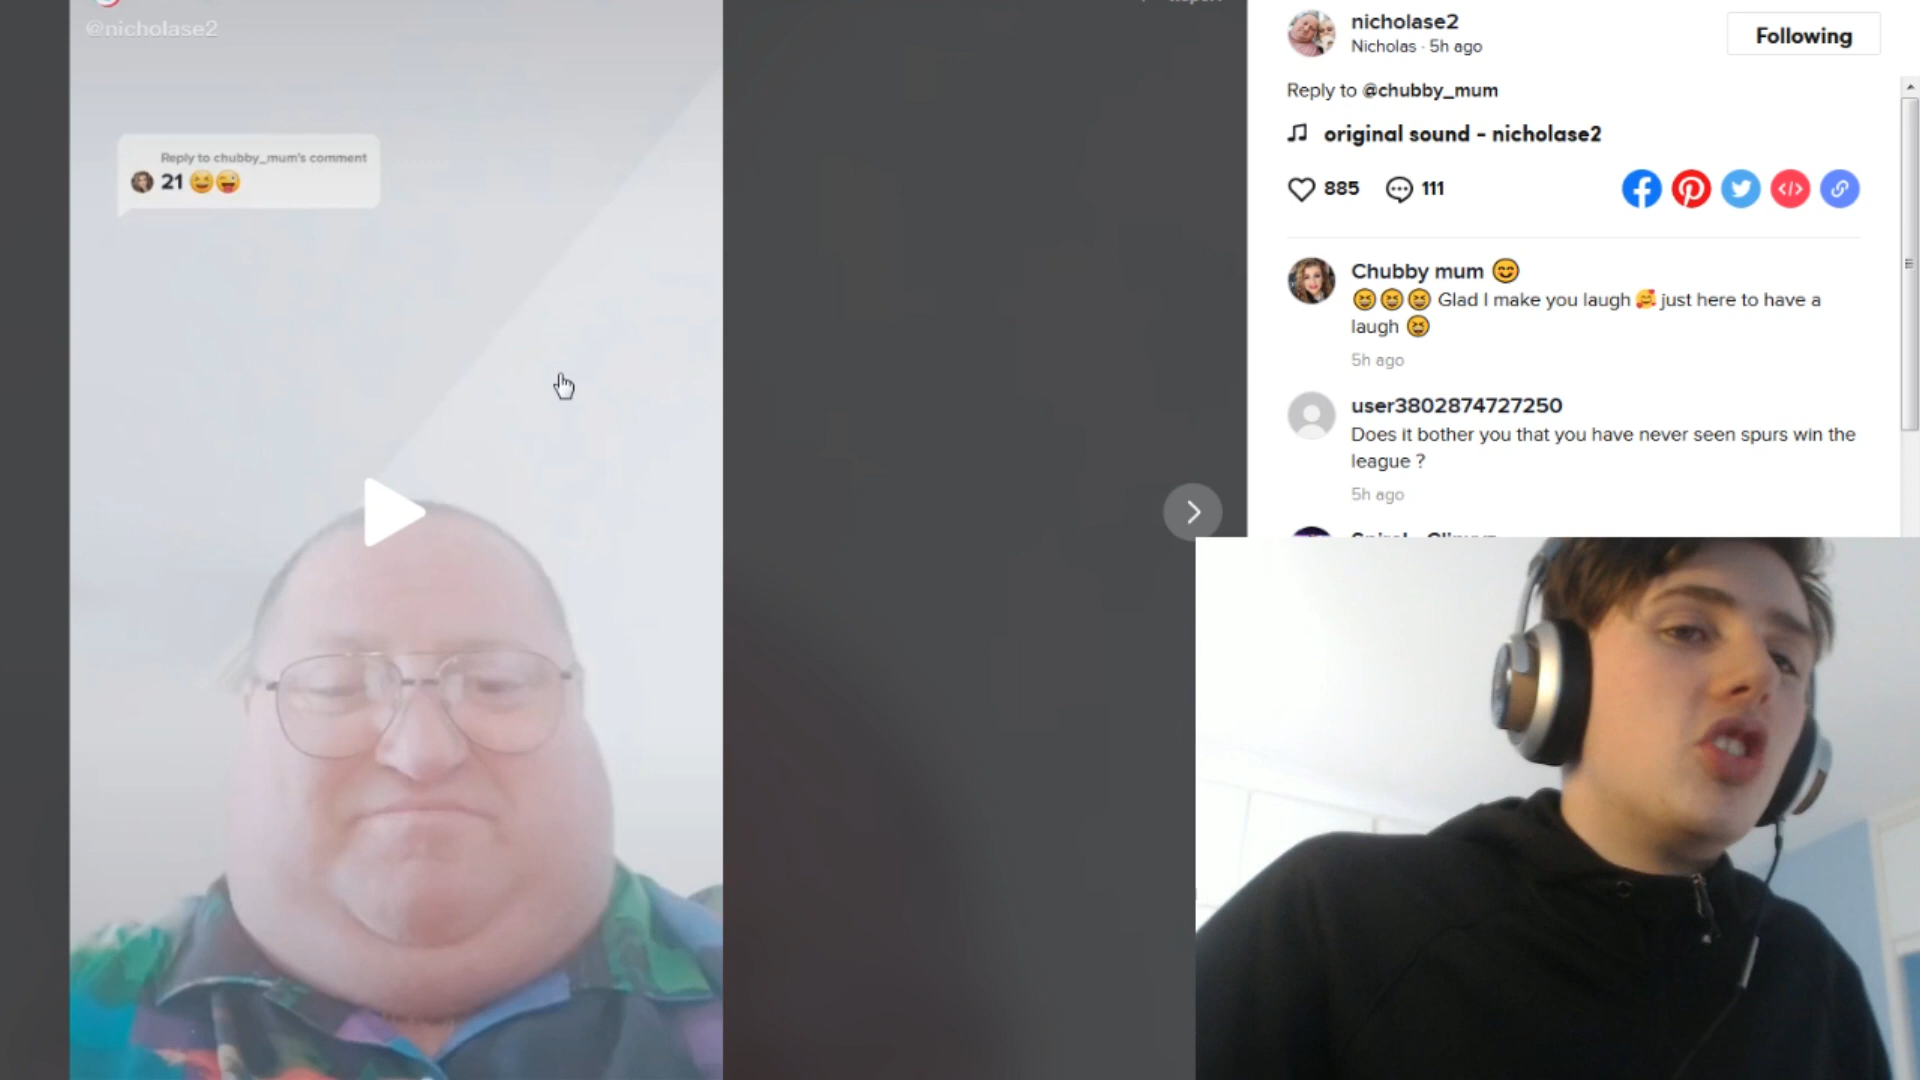 @nicholase2
Reply to chubby_mum's comment
21 😆😜
nicholase2
Nicholas · 5h ago
Following
Reply to @chubby_mum
original sound - nicholase2
885
111
Chubby mum 😊
😆😆😆 Glad I make you laugh 🥰 just here to have a
laugh 😆
5h ago
user3802874727250
Does it bother you that you have never seen spurs win the
league ?
5h ago